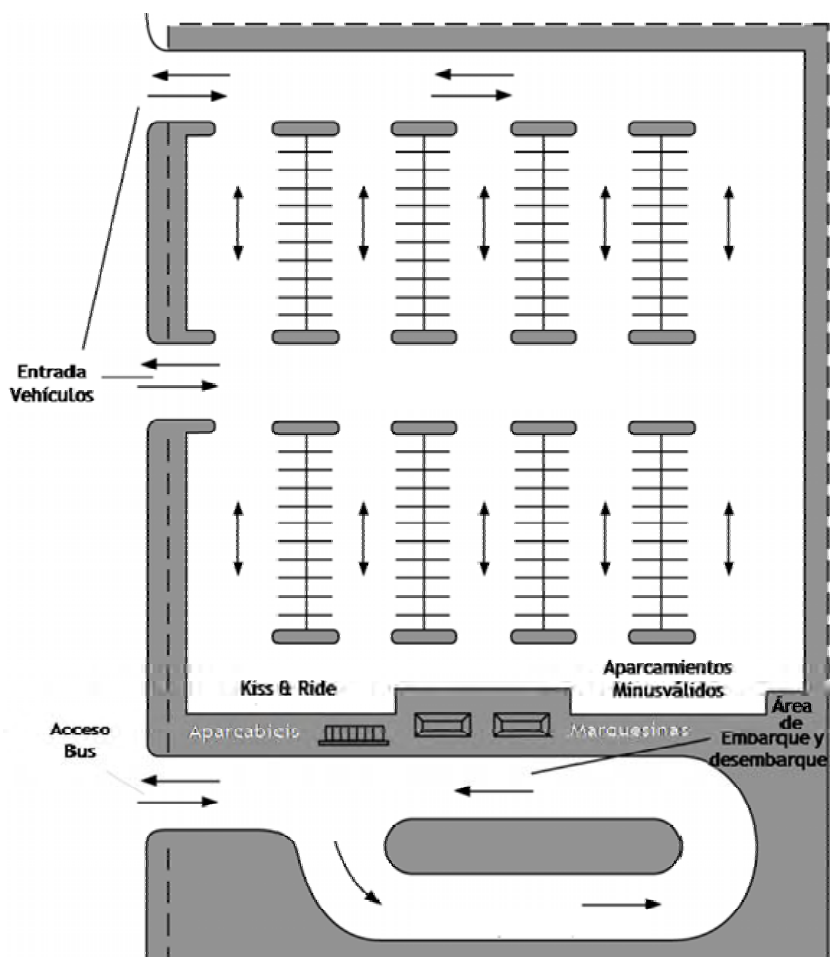 Entrada
Vehículos
Kiss & Ride
Aparcamientos
Minusválidos
Acceso
Bus
Aparcabicis
Marquesinas
Área
de
Embarque y
desembarque